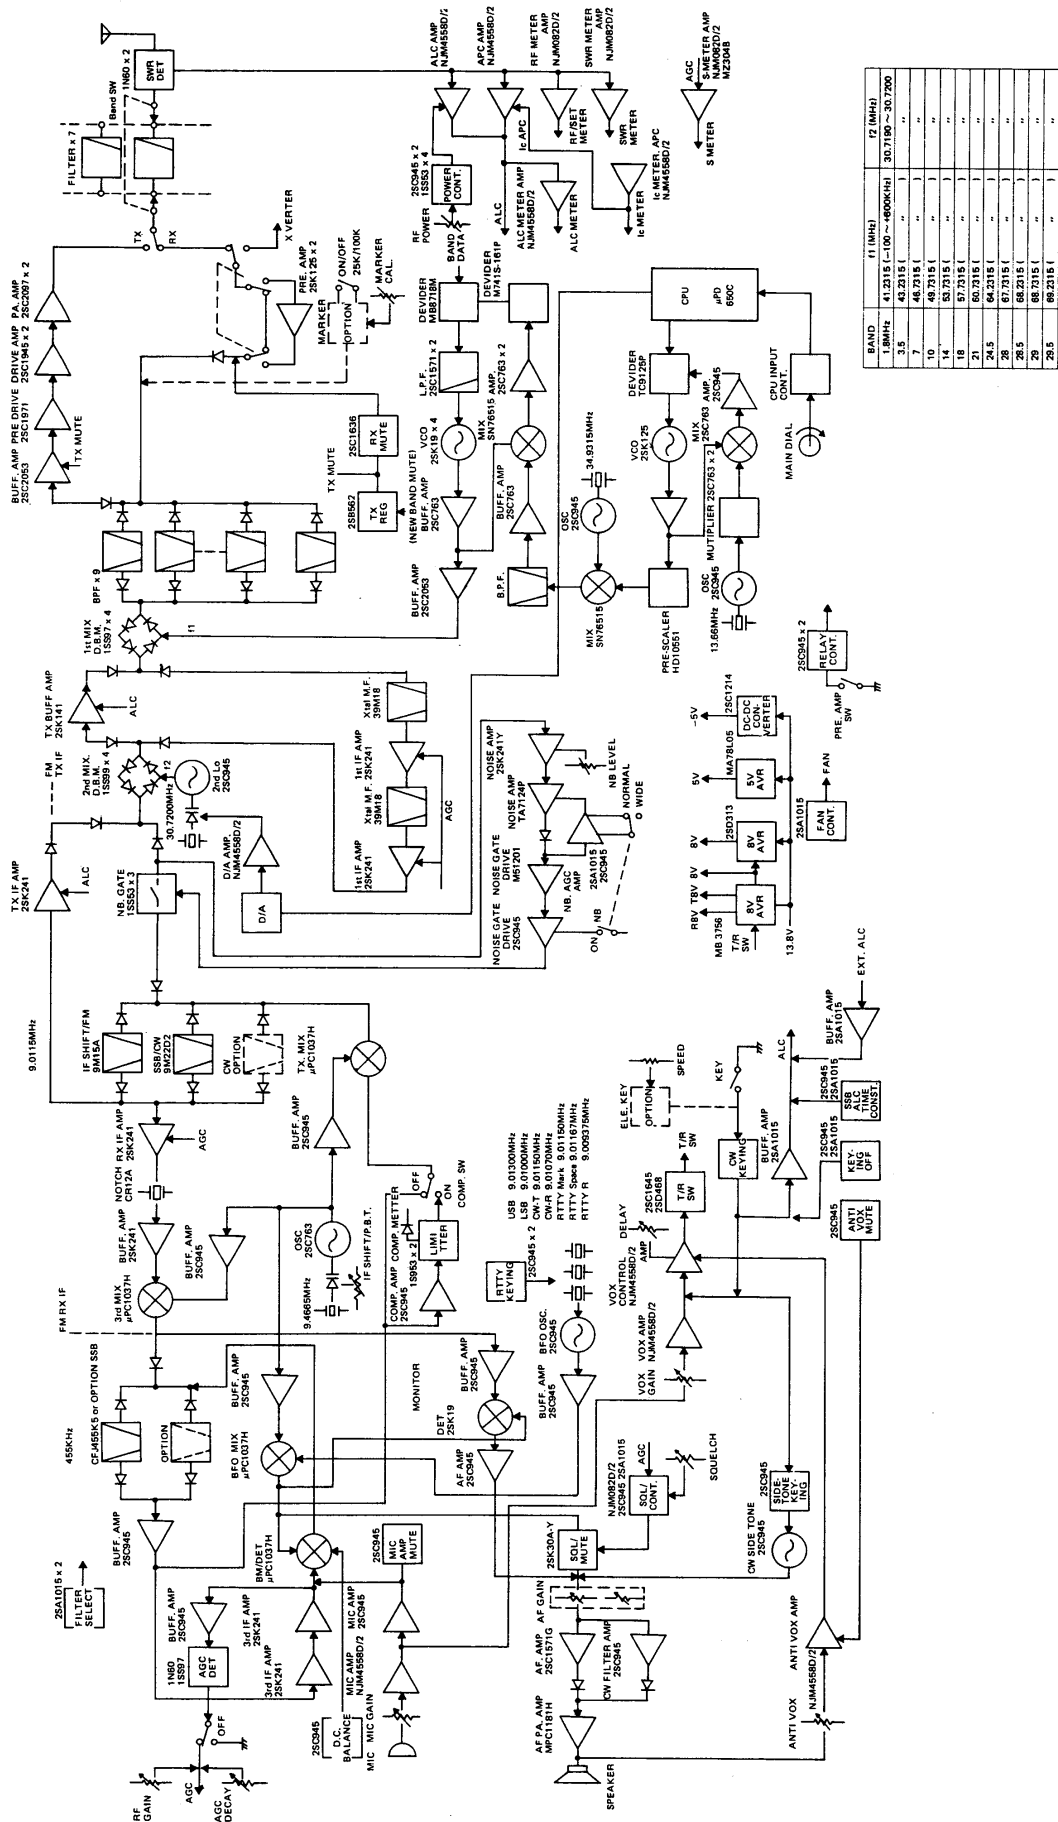 SWR
DET
1N60 × 2
Band SW
FILTER × 7
TX
RX
X VERTER
PRE. AMP
2SK125 × 2
ON/OFF
25K/100K
MARKER
OPTION
MARKER
CAL.
PA. AMP
2SC2097 × 2
DRIVE AMP
2SC1945 × 2
PRE DRIVE AMP
2SC1971
BUFF. AMP
2SC2053
TX MUTE
BPF × 9
1st MIX
D.B.M.
1SS97 × 4
f1
2SC1636
RX
MUTE
TX MUTE
2SB562
TX
REG
(NEW BAND MUTE)
ALC AMP
NJM4558D/2
APC AMP
NJM4558D/2
RF METER
AMP
NJM082D/2
SWR METER
AMP
NJM082D/2
AGC
S-METER AMP
NJM082D/2
MZ304B
S METER
SWR
METER
RF/SET
METER
Ic APC
2SC945 × 2
1SS53 × 4
POWER
CONT.
RF
POWER
ALC
ALC METER AMP
NJM4558D/2
ALC METER
Ic METER, APC
NJM4558D/2
Ic METER
BAND
DATA
DEVIDER
M741S-161P
DEVIDER
MB8718M
L.P.F.
2SC1571 × 2
VCO
2SK19 × 4
BUFF. AMP
2SC763
BUFF. AMP
2SC2053
AMP.
2SC763 × 2
MIX
SN76515
BUFF. AMP
2SC763
B.P.F.
34.9315MHz
OSC
2SC945
MIX
SN76515
CPU
μPD
650C
DEVIDER
TC9125P
VCO
2SK125
AMP.
2SC945
MIX
2SC763
MUTIPLIER 2SC763 × 2
PRE-SCALER
HD10551
OSC
2SC945
13.66MHz
CPU INPUT
CONT.
MAIN DIAL
BAND f1 (MHz) f2 (MHz)
1.8MHz 41.2315 (−100 ~ +600KHz) 30.7190 ~ 30.7200
3.5 43.2315 ( " ) "
7 46.7315 ( " ) "
10 49.7315 ( " ) "
14 53.7315 ( " ) "
18 57.7315 ( " ) "
21 60.7315 ( " ) "
24.5 64.2315 ( " ) "
28 67.7315 ( " ) "
28.5 68.2315 ( " ) "
29 68.7315 ( " ) "
29.5 69.2315 ( " ) "
TX BUFF AMP
2SK141
ALC
FM
TX IF
2nd MIX.
D.B.M.
1SS99 × 4
f2
2nd Lo
2SC945
30.7200MHz
D/A AMP.
NJM4558D/2
D/A
Xtal M.F.
39M18
1st IF AMP
2SK241
Xtal M.F.
39M18
1st IF AMP
2SK241
AGC
TX IF AMP
2SK241
ALC
NB. GATE
1SS53 × 3
NOISE AMP
2SK241Y
NB LEVEL
NOISE AMP
TA7124P
NORMAL
WIDE
NB. AGC
AMP
2SA1015
2SC945
NOISE GATE
DRIVE
M51201
NOISE GATE
DRIVE
2SC945
NB
ON
2SC945 × 2
RELAY
CONT.
PRE. AMP
SW
−5V
2SC1214
DC-DC
CON-
VERTER
5V
MA78L05
5V
AVR
FAN
FAN
CONT.
2SA1015
8V
2SD313
8V
AVR
8V
T8V
R8V
8V
AVR
MB 3756
T/R
SW
13.8V
9.0115MHz
IF SHIFT/FM
9M15A
SSB/CW
9M22D2
CW
OPTION
TX. MIX
μPC1037H
BUFF. AMP
2SC945
RX IF AMP
2SK241
AGC
NOTCH
CR12A
BUFF. AMP
2SK241
BUFF. AMP
2SC945
3rd MIX
μPC1037H
FM RX IF
OSC
2SC763
9.4665MHz
IF SHIFT/P.B.T.
OFF
ON
COMP. SW
COMP. METTER
LIMI
TTER
COMP. AMP
2SC945
1S953 × 2
USB 9.01300MHz
LSB 9.01000MHz
CW-T 9.01150MHz
CW-R 9.01070MHz
RTTY Mark 9.01150MHz
RTTY Space 9.01167MHz
RTTY R 9.009375MHz
RTTY
KEYING
2SC945 × 2
BFO OSC.
2SC945
BUFF. AMP
2SC945
455KHz
CFJ455K5 or OPTION SSB
OPTION
BUFF. AMP
2SC945
BFO MIX
μPC1037H
BUFF. AMP
2SC945
MONITOR
BUFF. AMP
2SC945
DET
2SK19
AF AMP
2SC945
2SA1015 × 2
FILTER
SELECT
BUFF. AMP
2SC945
1N60
1SS97
AGC
DET
OFF
RF
GAIN
AGC
AGC
DECAY
3rd IF AMP
2SK241
3rd IF AMP
2SK241
BM/DET
μPC1037H
2SC945
MIC
AMP
MUTE
MIC AMP
2SC945
MIC AMP
NJM4558D/2
MIC GAIN
MIC
2SC945
D.C.
BALANCE
EXT. ALC
BUFF. AMP
2SA1015
ALC
2SC945
2SA1015
SSB
ALC
TIME
CONST.
2SC945
2SA1015
KEY-
ING
OFF
2SC945
ANTI
VOX
MUTE
SPEED
ELE. KEY
OPTION
KEY
CW
KEYING
BUFF. AMP
2SA1015
T/R
SW
2SC1645
2SD468
T/R
SW
DELAY
AMP
VOX
CONTROL
NJM4558D/2
VOX AMP
NJM4558D/2
VOX
GAIN
SQUELCH
AGC
NJM082D/2
2SC945 2SA1015
SQL/
CONT.
2SK30A-Y
SQL/
MUTE
2SC945
SIDE-
TONE
KEY-
ING
CW SIDE TONE
2SC945
AF GAIN
AF. AMP
2SC1571G
CW FILTER AMP
2SC945
AF PA. AMP
MPC1181H
SPEAKER
ANTI VOX AMP
NJM4558D/2
ANTI VOX